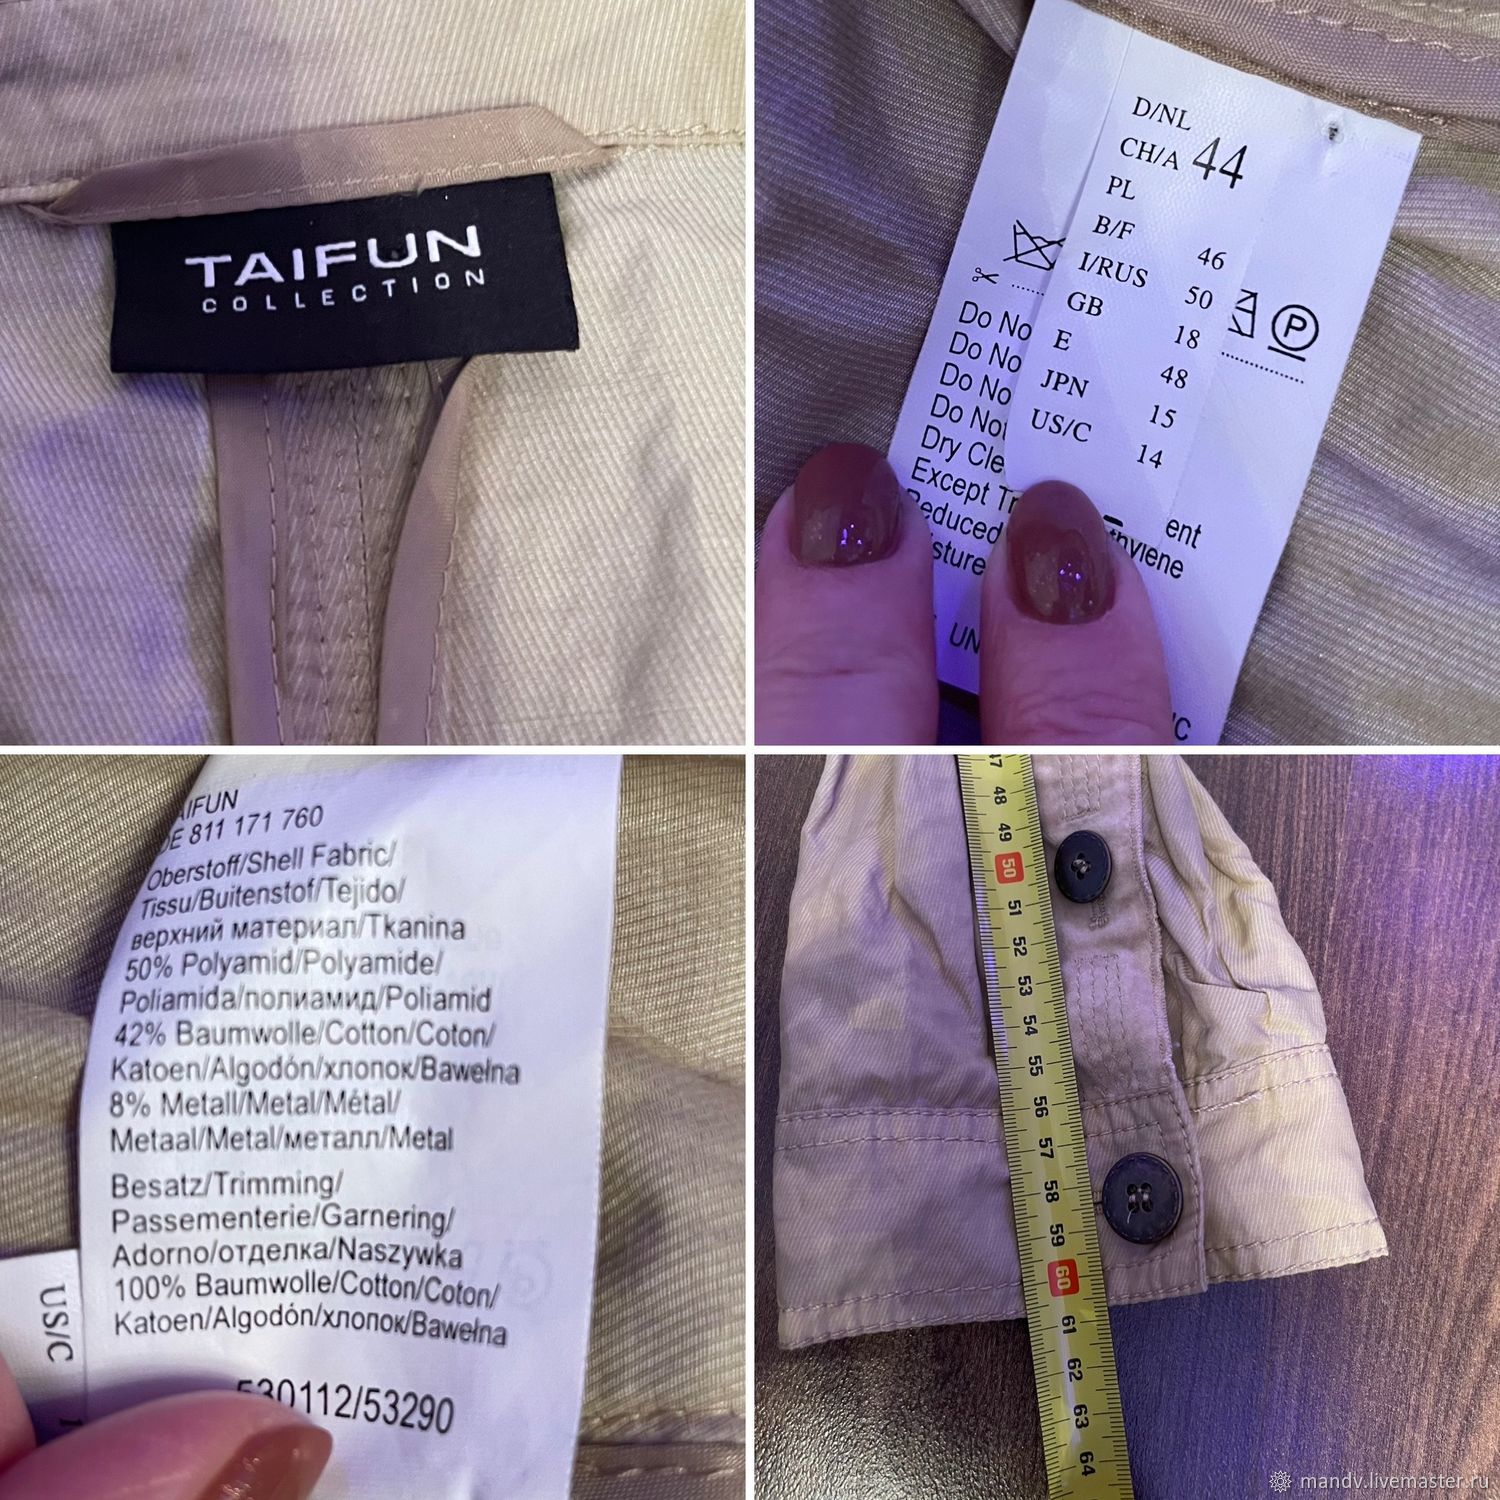 TAIFUN
COLLECTION
D/NL
CH/A 44
PL
B/F 46
I/RUS 50
GB 18
E 48
JPN 15
US/C 14
P
Do No
Do No
Do No
Do Not
Dry Cle
Except Tr ent
educed thylene
isture
UN
/C
AIFUN
DE 811 171 760
Oberstoff/Shell Fabric/
Tissu/Buitenstof/Tejido/
верхний материал/Tkanina
50% Polyamid/Polyamide/
Poliamida/полиамид/Poliamid
42% Baumwolle/Cotton/Coton/
Katoen/Algodón/хлопок/Bawełna
8% Metall/Metal/Métal/
Metaal/Metal/металл/Metal
Besatz/Trimming/
Passementerie/Garnering/
Adorno/отделка/Naszywka
100% Baumwolle/Cotton/Coton/
Katoen/Algodón/хлопок/Bawełna
530112/53290
US/C
47
48
49
50
51
52
53
54
55
56
57
58
59
60
61
62
63
64
mandv.livemaster.ru